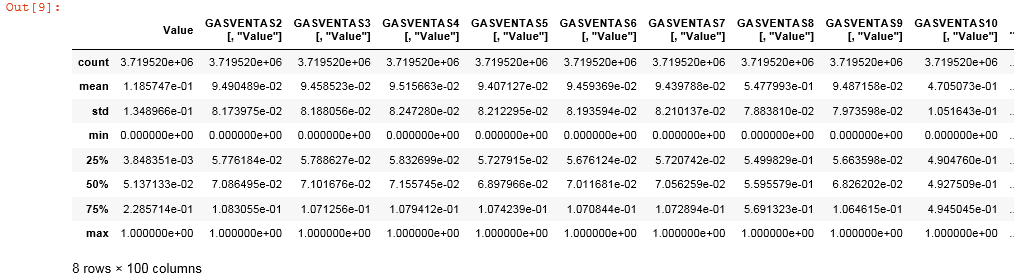 Out[9]:
Value GASVENTAS2 GASVENTAS3 GASVENTAS4 GASVENTAS5 GASVENTAS6 GASVENTAS7 GASVENTAS8 GASVENTAS9 GASVENTAS10
[, "Value"] [, "Value"] [, "Value"] [, "Value"] [, "Value"] [, "Value"] [, "Value"] [, "Value"] [, "Value"] ..
count 3.719520e+06 3.719520e+06 3.719520e+06 3.719520e+06 3.719520e+06 3.719520e+06 3.719520e+06 3.719520e+06 3.719520e+06 3.719520e+06 ..
mean 1.185747e-01 9.490489e-02 9.458523e-02 9.515663e-02 9.407127e-02 9.459369e-02 9.439788e-02 5.477993e-01 9.487158e-02 4.705073e-01 ..
std 1.348966e-01 8.173975e-02 8.188056e-02 8.247280e-02 8.212295e-02 8.193594e-02 8.210137e-02 7.883810e-02 7.973598e-02 1.051643e-01 ..
min 0.000000e+00 0.000000e+00 0.000000e+00 0.000000e+00 0.000000e+00 0.000000e+00 0.000000e+00 0.000000e+00 0.000000e+00 0.000000e+00 ..
25% 3.848351e-03 5.776184e-02 5.788627e-02 5.832699e-02 5.727915e-02 5.676124e-02 5.720742e-02 5.499829e-01 5.663598e-02 4.904760e-01 ..
50% 5.137133e-02 7.086495e-02 7.101676e-02 7.155745e-02 6.897966e-02 7.011681e-02 7.056259e-02 5.595579e-01 6.826202e-02 4.927509e-01 ..
75% 2.285714e-01 1.083055e-01 1.071256e-01 1.079412e-01 1.074239e-01 1.070844e-01 1.072894e-01 5.691323e-01 1.064615e-01 4.945045e-01 ..
max 1.000000e+00 1.000000e+00 1.000000e+00 1.000000e+00 1.000000e+00 1.000000e+00 1.000000e+00 1.000000e+00 1.000000e+00 1.000000e+00 ..
8 rows × 100 columns